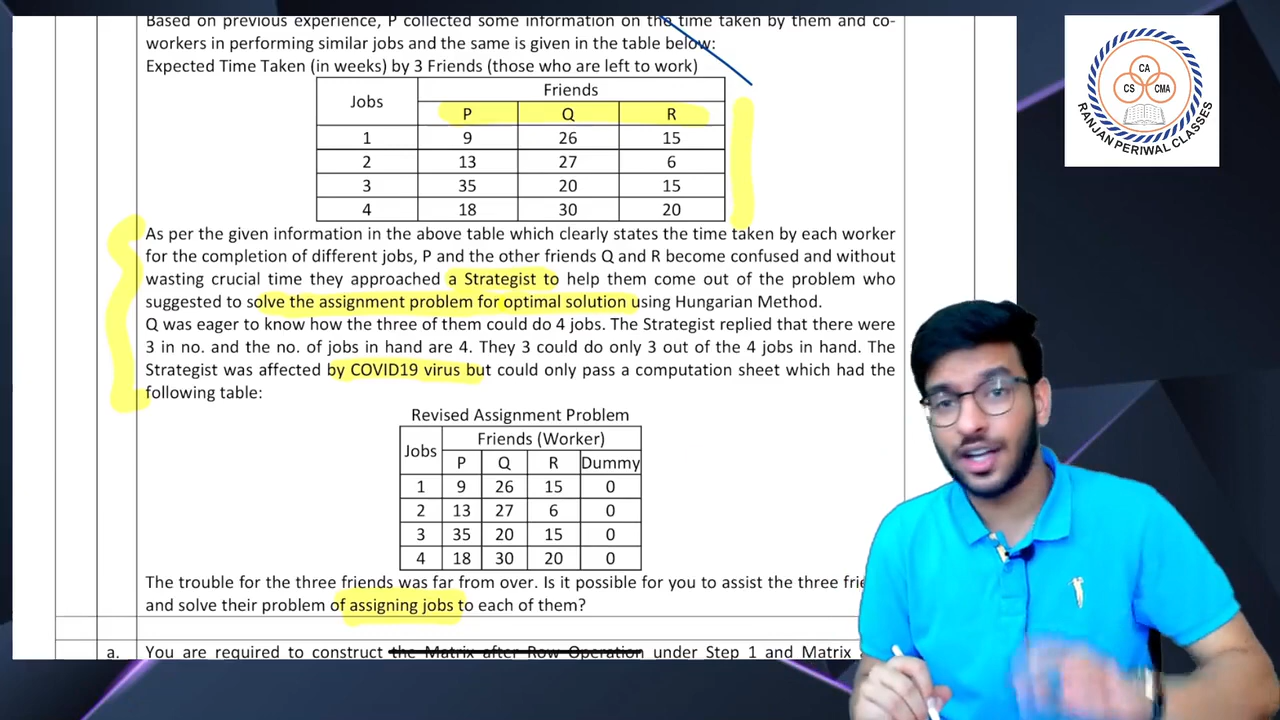 Based on previous experience, P collected some information on the time taken by them and co-
workers in performing similar jobs and the same is given in the table below:
Expected Time Taken (in weeks) by 3 Friends (those who are left to work)
Jobs Friends
P Q R
1 9 26 15
2 13 27 6
3 35 20 15
4 18 30 20
As per the given information in the above table which clearly states the time taken by each worker
for the completion of different jobs, P and the other friends Q and R become confused and without
wasting crucial time they approached a Strategist to help them come out of the problem who
suggested to solve the assignment problem for optimal solution using Hungarian Method.
Q was eager to know how the three of them could do 4 jobs. The Strategist replied that there were
3 in no. and the no. of jobs in hand are 4. They 3 could do only 3 out of the 4 jobs in hand. The
Strategist was affected by COVID19 virus but could only pass a computation sheet which had the
following table:
Revised Assignment Problem
Jobs Friends (Worker)
P Q R Dummy
1 9 26 15 0
2 13 27 6 0
3 35 20 15 0
4 18 30 20 0
The trouble for the three friends was far from over. Is it possible for you to assist the three frie
and solve their problem of assigning jobs to each of them?
a. You are required to construct the Matrix after Row Operation under Step 1 and Matrix
CA
CS CMA
RANJAN PERIWAL CLASSES